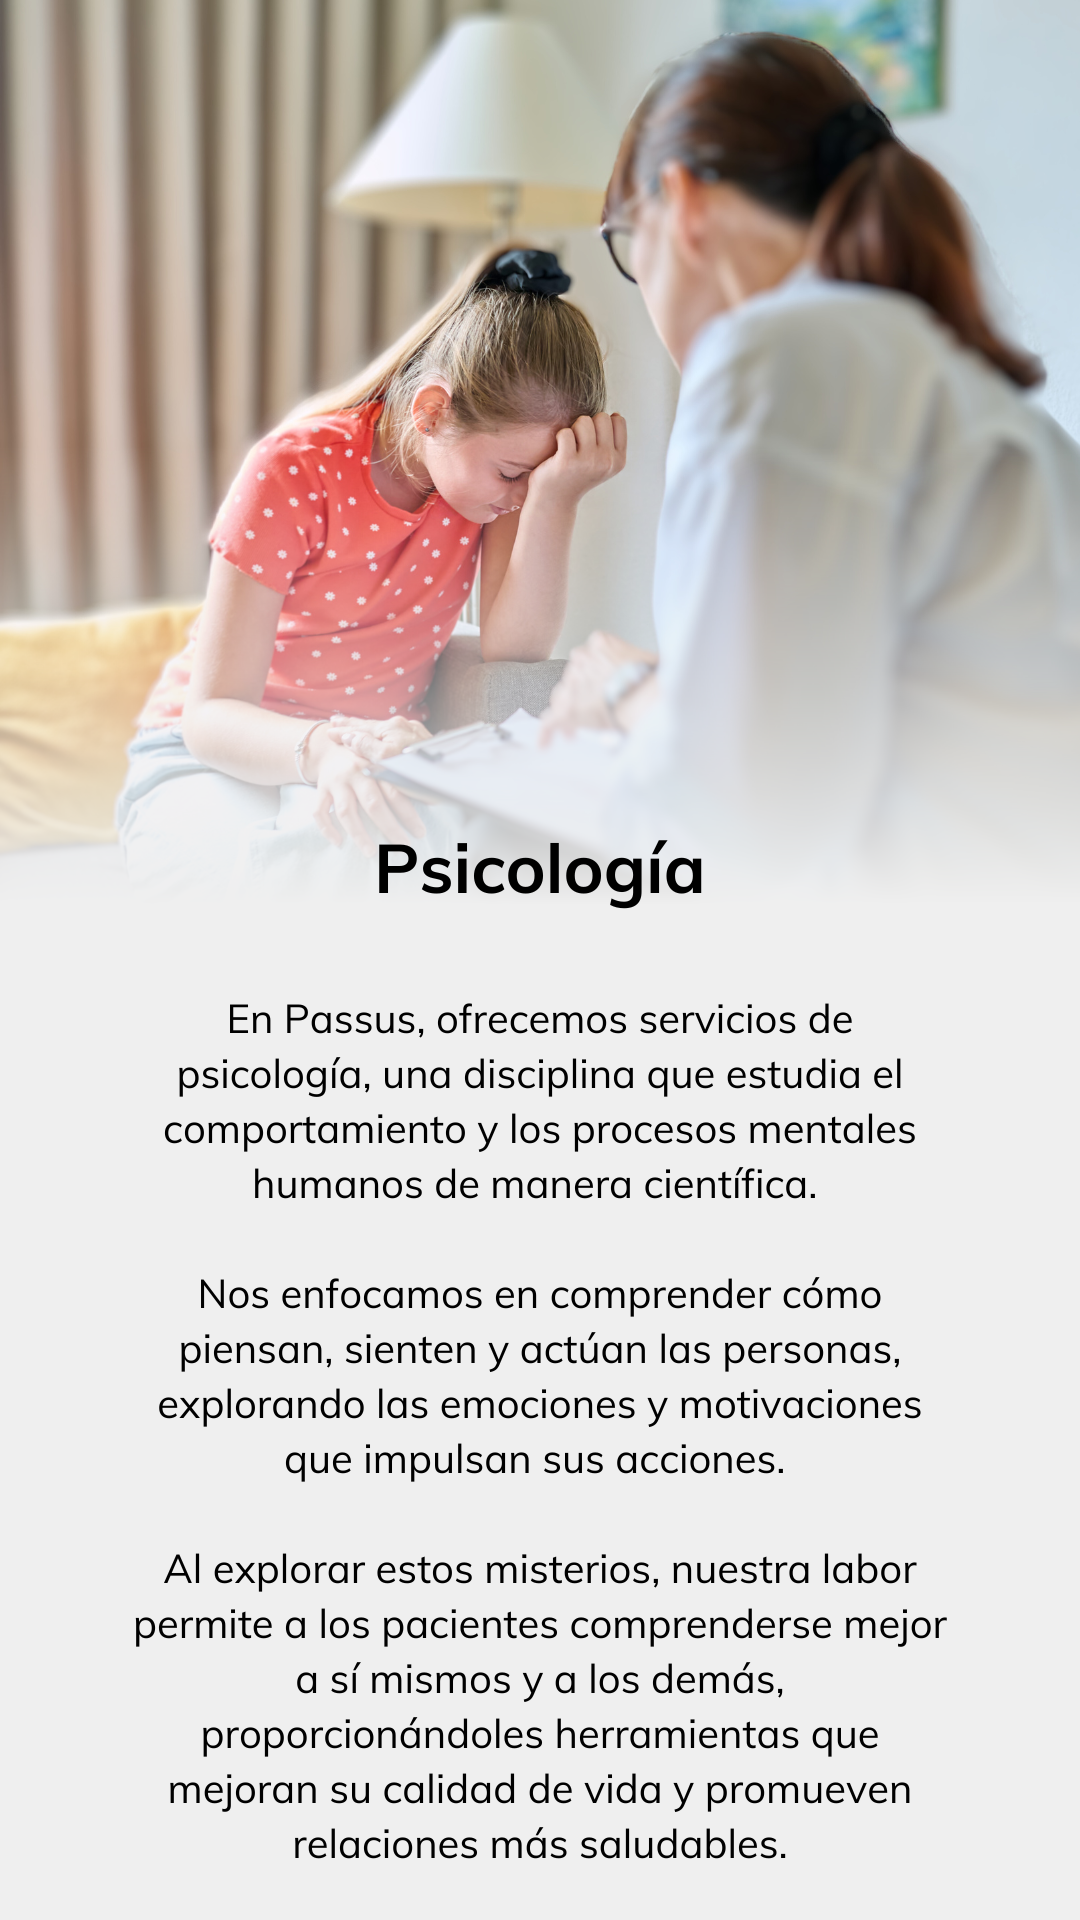 Psicología
En Passus, ofrecemos servicios de
psicología, una disciplina que estudia el
comportamiento y los procesos mentales
humanos de manera científica.
Nos enfocamos en comprender cómo
piensan, sienten y actúan las personas,
explorando las emociones y motivaciones
que impulsan sus acciones.
Al explorar estos misterios, nuestra labor
permite a los pacientes comprenderse mejor
a sí mismos y a los demás,
proporcionándoles herramientas que
mejoran su calidad de vida y promueven
relaciones más saludables.